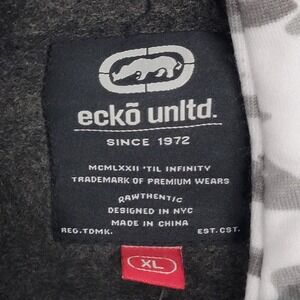 eckō unltd.
SINCE 1972
MCMLXXII 'TIL INFINITY
TRADEMARK OF PREMIUM WEARS
RAWTHENTIC
DESIGNED IN NYC
MADE IN CHINA
REG.TDMK. EST.CST.
XL